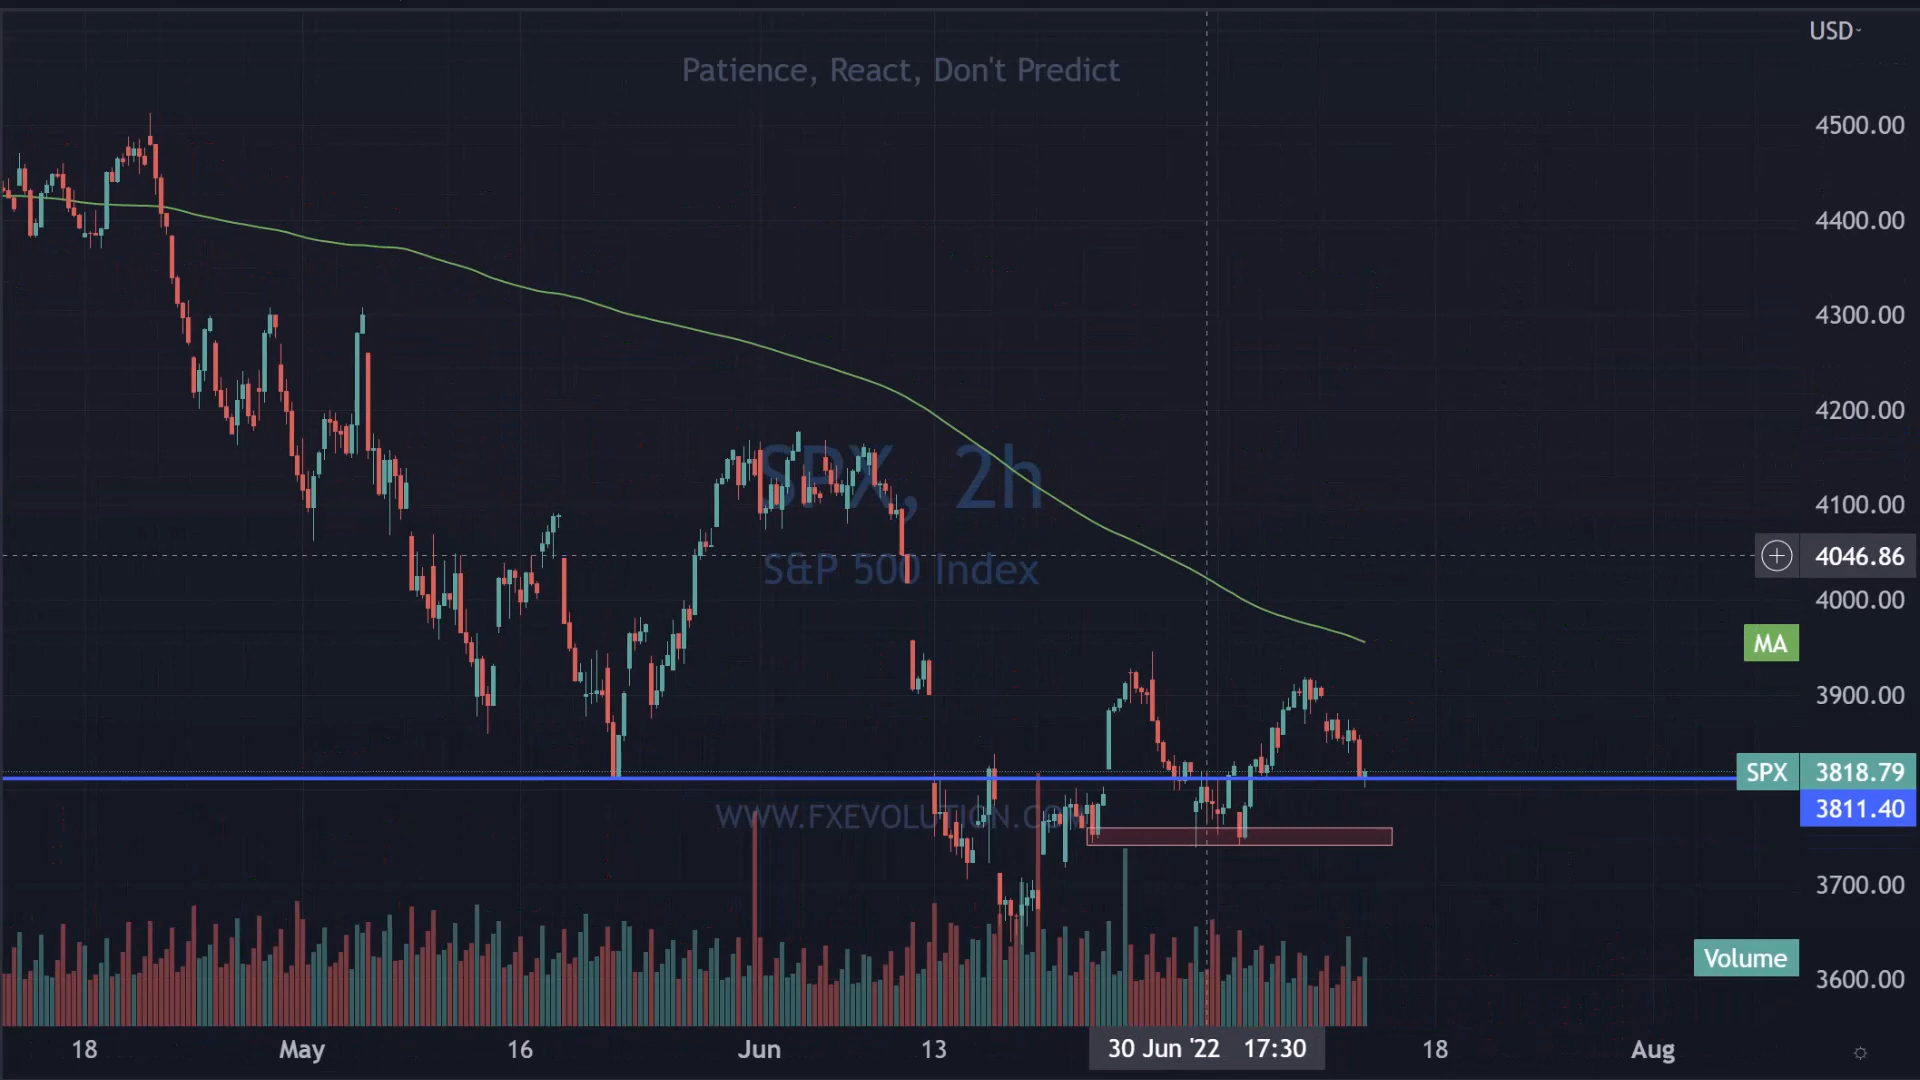 USD
Patience, React, Don't Predict
4500.00
4400.00
4300.00
4200.00
SPX, 2h
4100.00
4046.86
S&P 500 Index
4000.00
MA
3900.00
SPX 3818.79
3811.40
WWW.FXEVOLUTION.CO
3700.00
Volume
3600.00
18 May 16 Jun 13 30 Jun '22 17:30 18 Aug